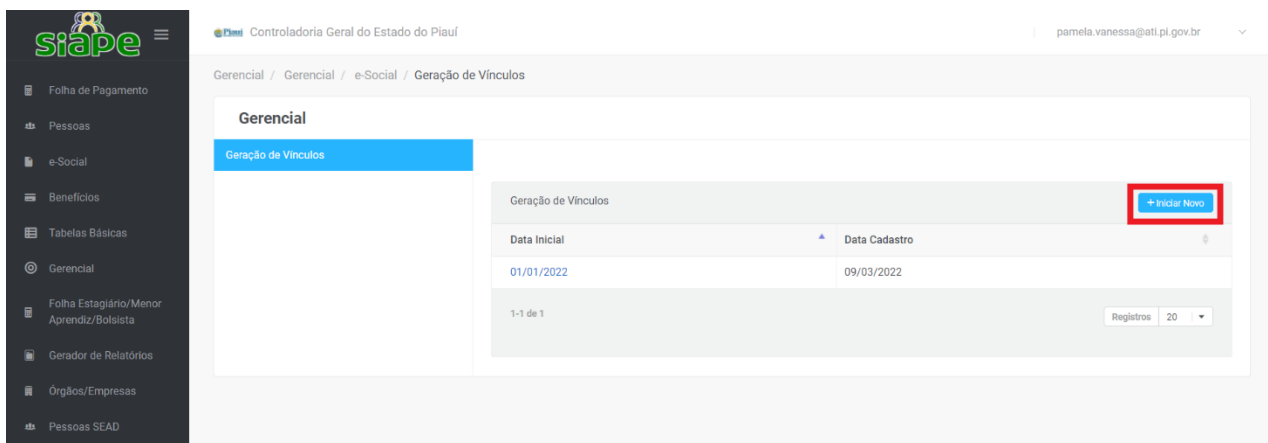 siape
Piauí Controladoria Geral do Estado do Piauí
pamela.vanessa@ati.pi.gov.br
Gerencial / Gerencial / e-Social / Geração de Vínculos
Folha de Pagamento
Pessoas
e-Social
Benefícios
Tabelas Básicas
Gerencial
Folha Estagiário/Menor
Aprendiz/Bolsista
Gerador de Relatórios
Órgãos/Empresas
Pessoas SEAD
Gerencial
Geração de Vínculos
Geração de Vínculos
+ Iniciar Novo
Data Inicial Data Cadastro
01/01/2022 09/03/2022
1-1 de 1
Registros 20